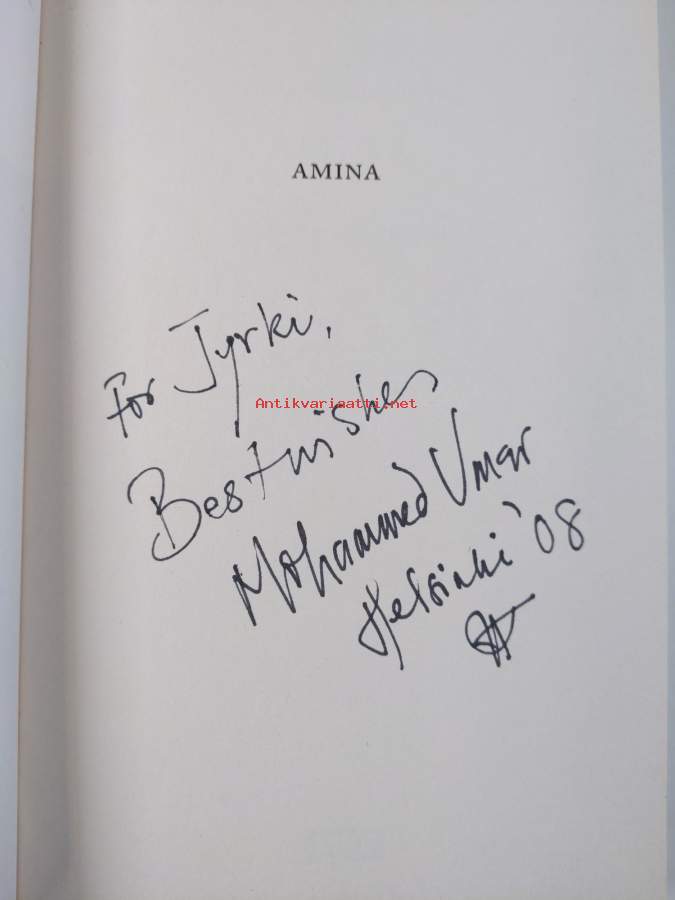 AMINA
For Jyrki,
Antikvariaatti.net
Best wishes
Mohammed Umar
Helsinki '08